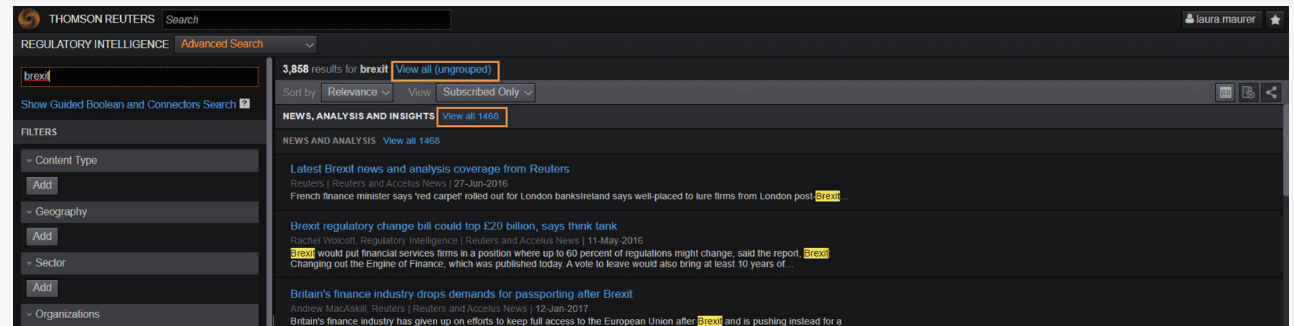 THOMSON REUTERS Search laura.maurer
REGULATORY INTELLIGENCE Advanced Search
brexit
Show Guided Boolean and Connectors Search ?
FILTERS
Content Type
Add
Geography
Add
Sector
Add
Organizations
3,858 results for brexit View all (ungrouped)
Sort by Relevance View Subscribed Only
NEWS, ANALYSIS AND INSIGHTS View all 1468
NEWS AND ANALYSIS View all 1468
Latest Brexit news and analysis coverage from Reuters
Reuters | Reuters and Accelus News | 27-Jun-2016
French finance minister says 'red carpet' rolled out for London banksIreland says well-placed to lure firms from London post-Brexit...
Brexit regulatory change bill could top £20 billion, says think tank
Rachel Wolcott, Regulatory Intelligence | Reuters and Accelus News | 11-May-2016
Brexit would put financial services firms in a position where up to 60 percent of regulations might change, said the report, Brexit:
Changing out the Engine of Finance, which was published today. A vote to leave would also bring at least 10 years of...
Britain's finance industry drops demands for passporting after Brexit
Andrew MacAskill, Reuters | Reuters and Accelus News | 12-Jan-2017
Britain's finance industry has given up on efforts to keep full access to the European Union after Brexit and is pushing instead for a